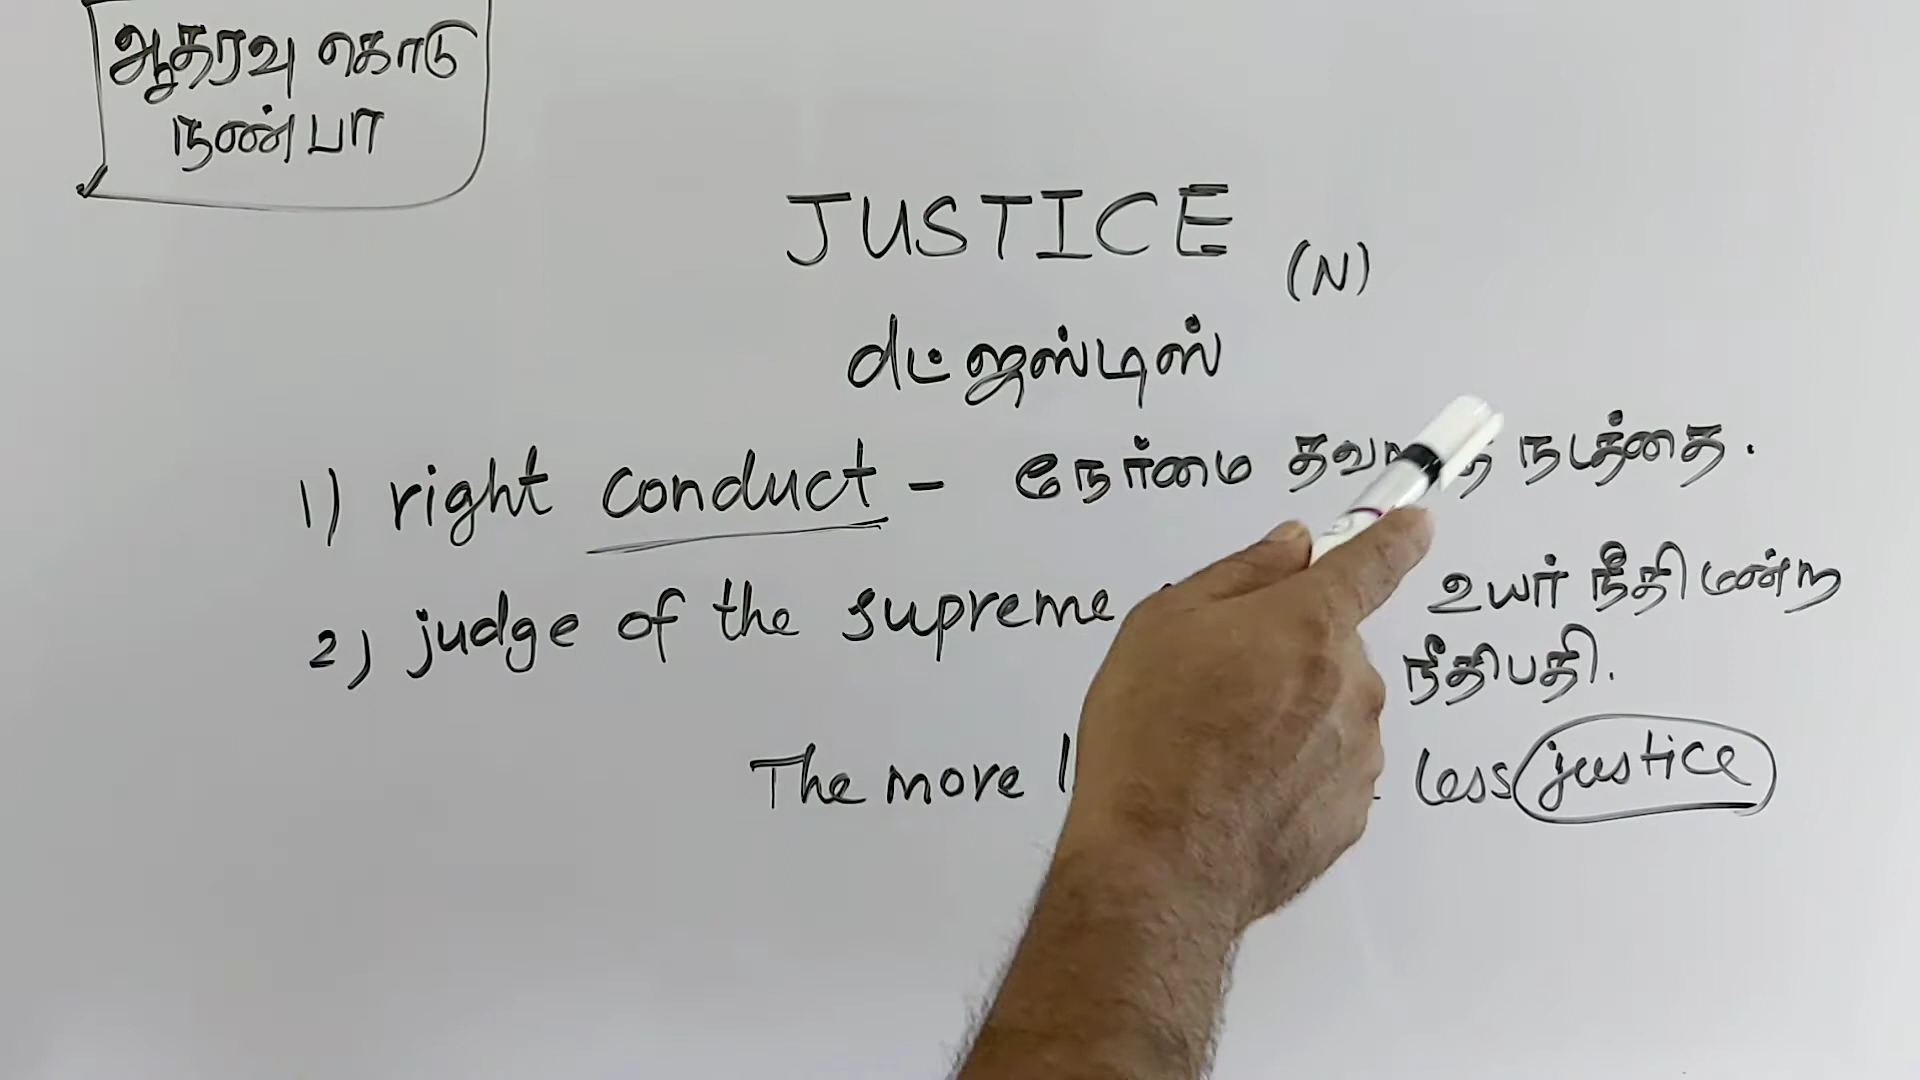 ஆதரவு கொடு
நண்பா
JUSTICE (N)
dட்ஜஸ்டிஸ்
1) right conduct - நேர்மை நடத்தை.
2) judge of the supreme உயர் நீதிமன்ற
நீதிபதி.
The more less justice